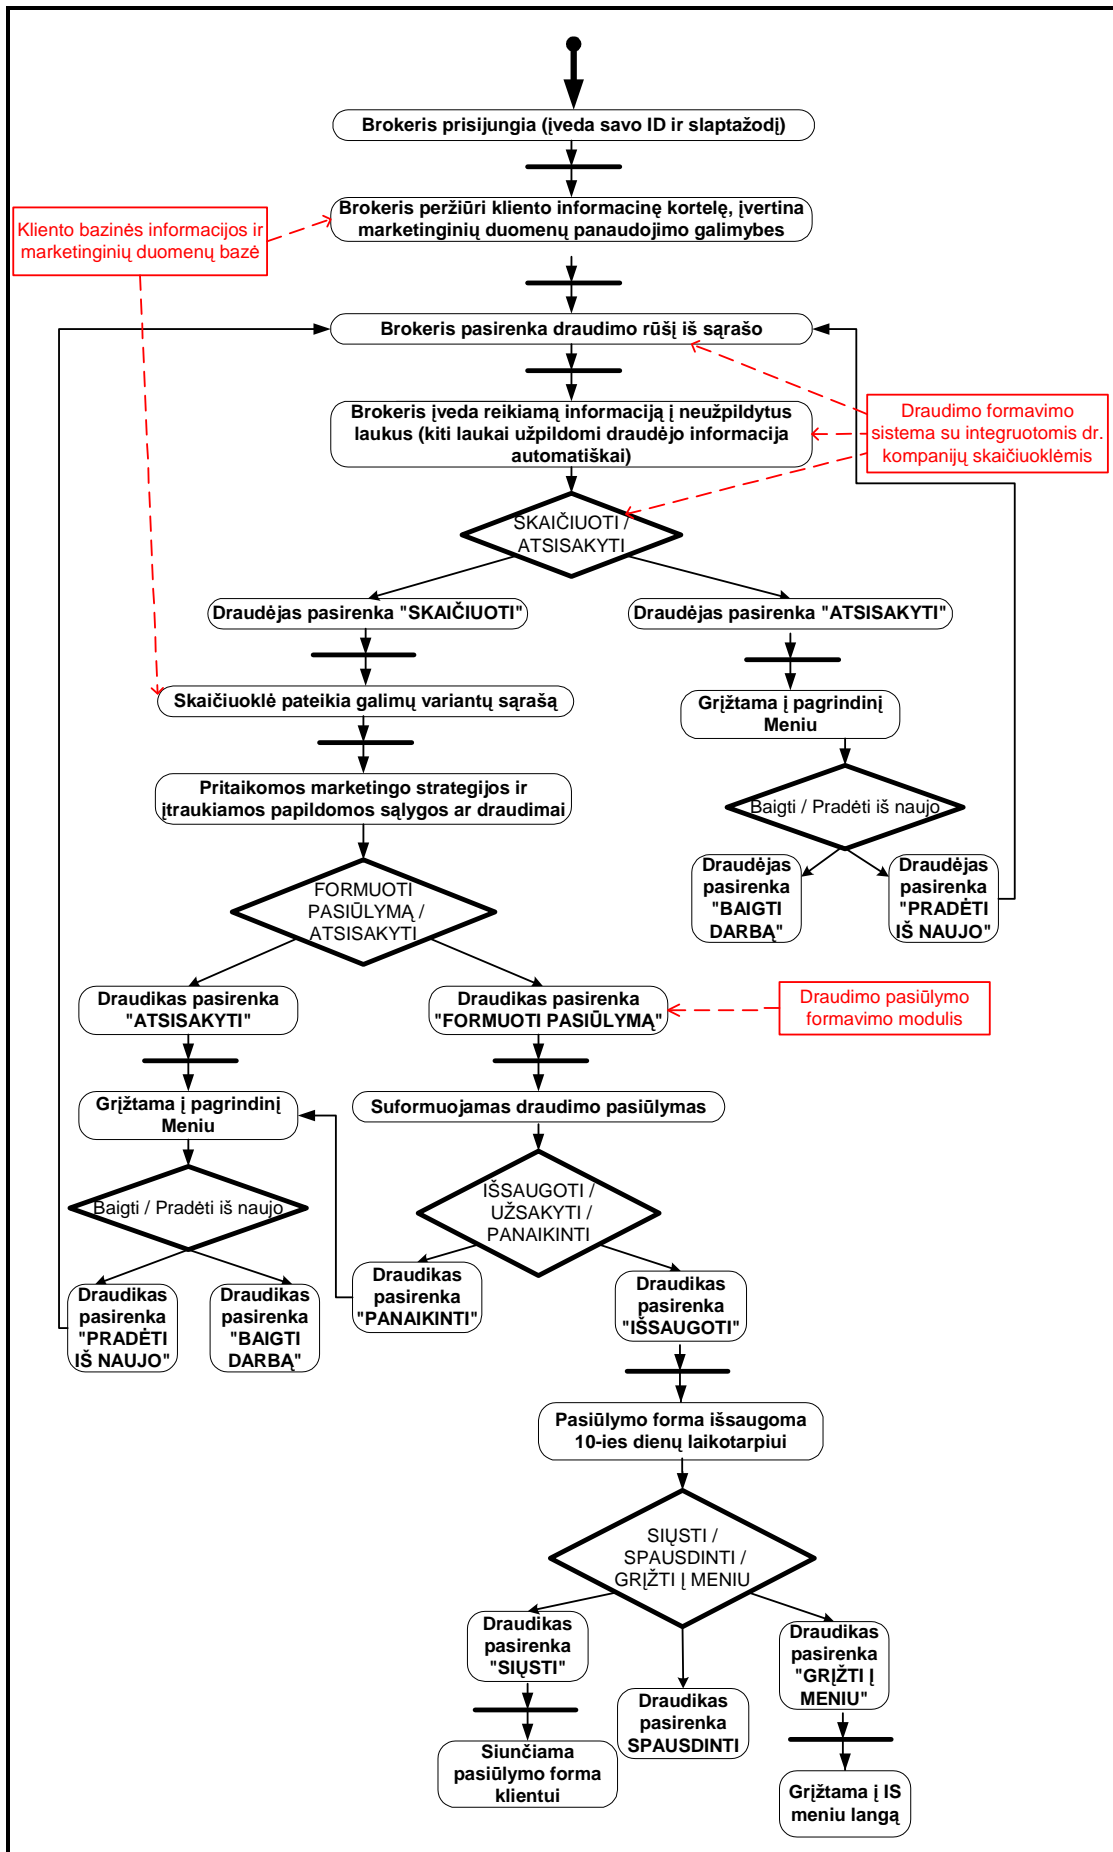 Brokeris prisijungia (įveda savo ID ir slaptažodį)
Brokeris peržiūri kliento informacinę kortelę, įvertina
marketinginių duomenų panaudojimo galimybes
Kliento bazinės informacijos ir
marketinginių duomenų bazė
Brokeris pasirenka draudimo rūšį iš sąrašo
Brokeris įveda reikiamą informaciją į neužpildytus
laukus (kiti laukai užpildomi draudėjo informacija
automatiškai)
Draudimo formavimo
sistema su integruotomis dr.
kompanijų skaičiuoklėmis
SKAIČIUOTI /
ATSISAKYTI
Draudėjas pasirenka "SKAIČIUOTI"
Draudėjas pasirenka "ATSISAKYTI"
Skaičiuoklė pateikia galimų variantų sąrašą
Grįžtama į pagrindinį
Meniu
Pritaikomos marketingo strategijos ir
įtraukiamos papildomos sąlygos ar draudimai
Baigti / Pradėti iš naujo
Draudėjas
pasirenka
"BAIGTI
DARBĄ"
Draudėjas
pasirenka
"PRADĖTI
IŠ NAUJO"
FORMUOTI
PASIŪLYMĄ /
ATSISAKYTI
Draudikas pasirenka
"ATSISAKYTI"
Draudikas pasirenka
"FORMUOTI PASIŪLYMĄ"
Draudimo pasiūlymo
formavimo modulis
Grįžtama į pagrindinį
Meniu
Suformuojamas draudimo pasiūlymas
Baigti / Pradėti iš naujo
IŠSAUGOTI /
UŽSAKYTI /
PANAIKINTI
Draudikas
pasirenka
"PRADĖTI
IŠ NAUJO"
Draudikas
pasirenka
"BAIGTI
DARBĄ"
Draudikas
pasirenka
"PANAIKINTI"
Draudikas
pasirenka
"IŠSAUGOTI"
Pasiūlymo forma išsaugoma
10-ies dienų laikotarpiui
SIŲSTI /
SPAUSDINTI /
GRĮŽTI Į MENIU
Draudikas
pasirenka
"SIŲSTI"
Draudikas
pasirenka
SPAUSDINTI
Draudikas
pasirenka
"GRĮŽTI Į
MENIU"
Siunčiama
pasiūlymo forma
klientui
Grįžtama į IS
meniu langą